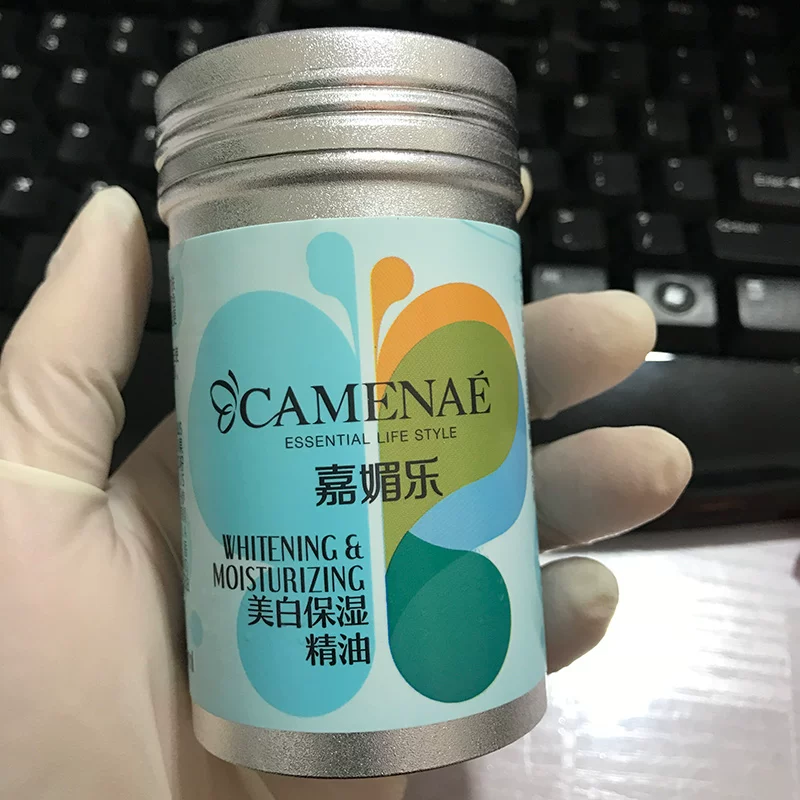 CAMENAÉ
ESSENTIAL LIFE STYLE
嘉媚乐
WHITENING &
MOISTURIZING
美白保湿
精油